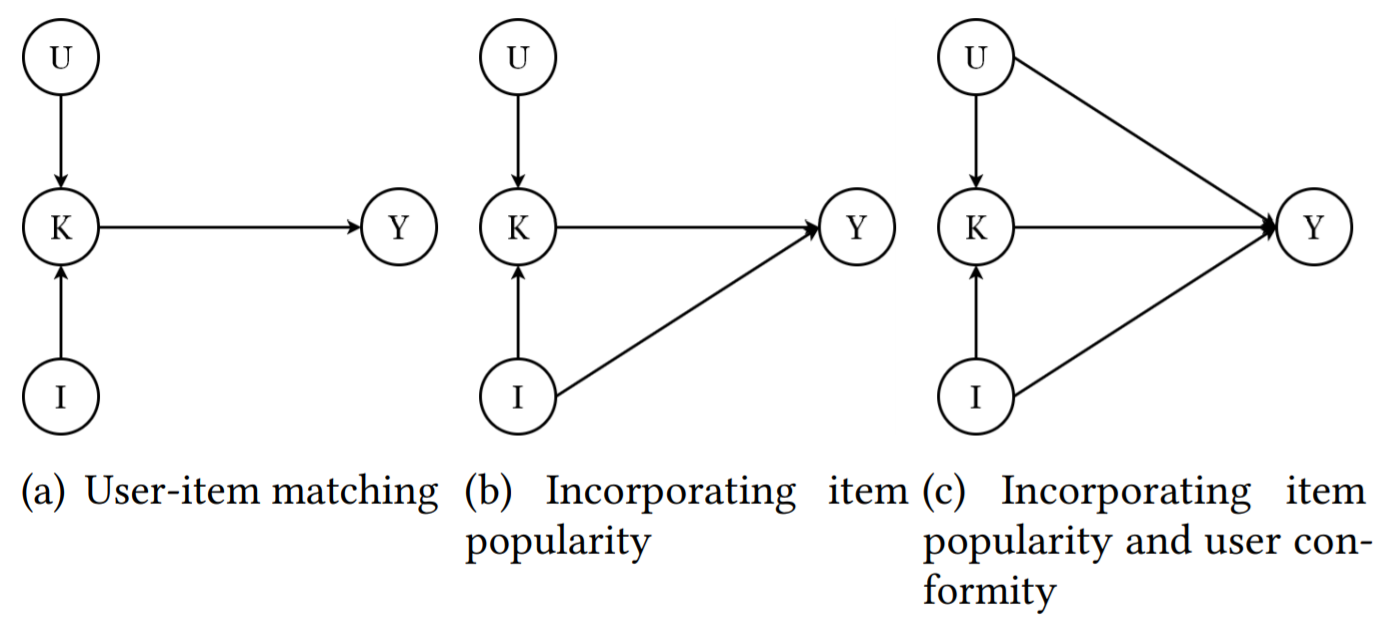 U
K
Y
I
(a) User-item matching
U
K
Y
I
(b) Incorporating item
popularity
U
K
Y
I
(c) Incorporating item
popularity and user con-
formity